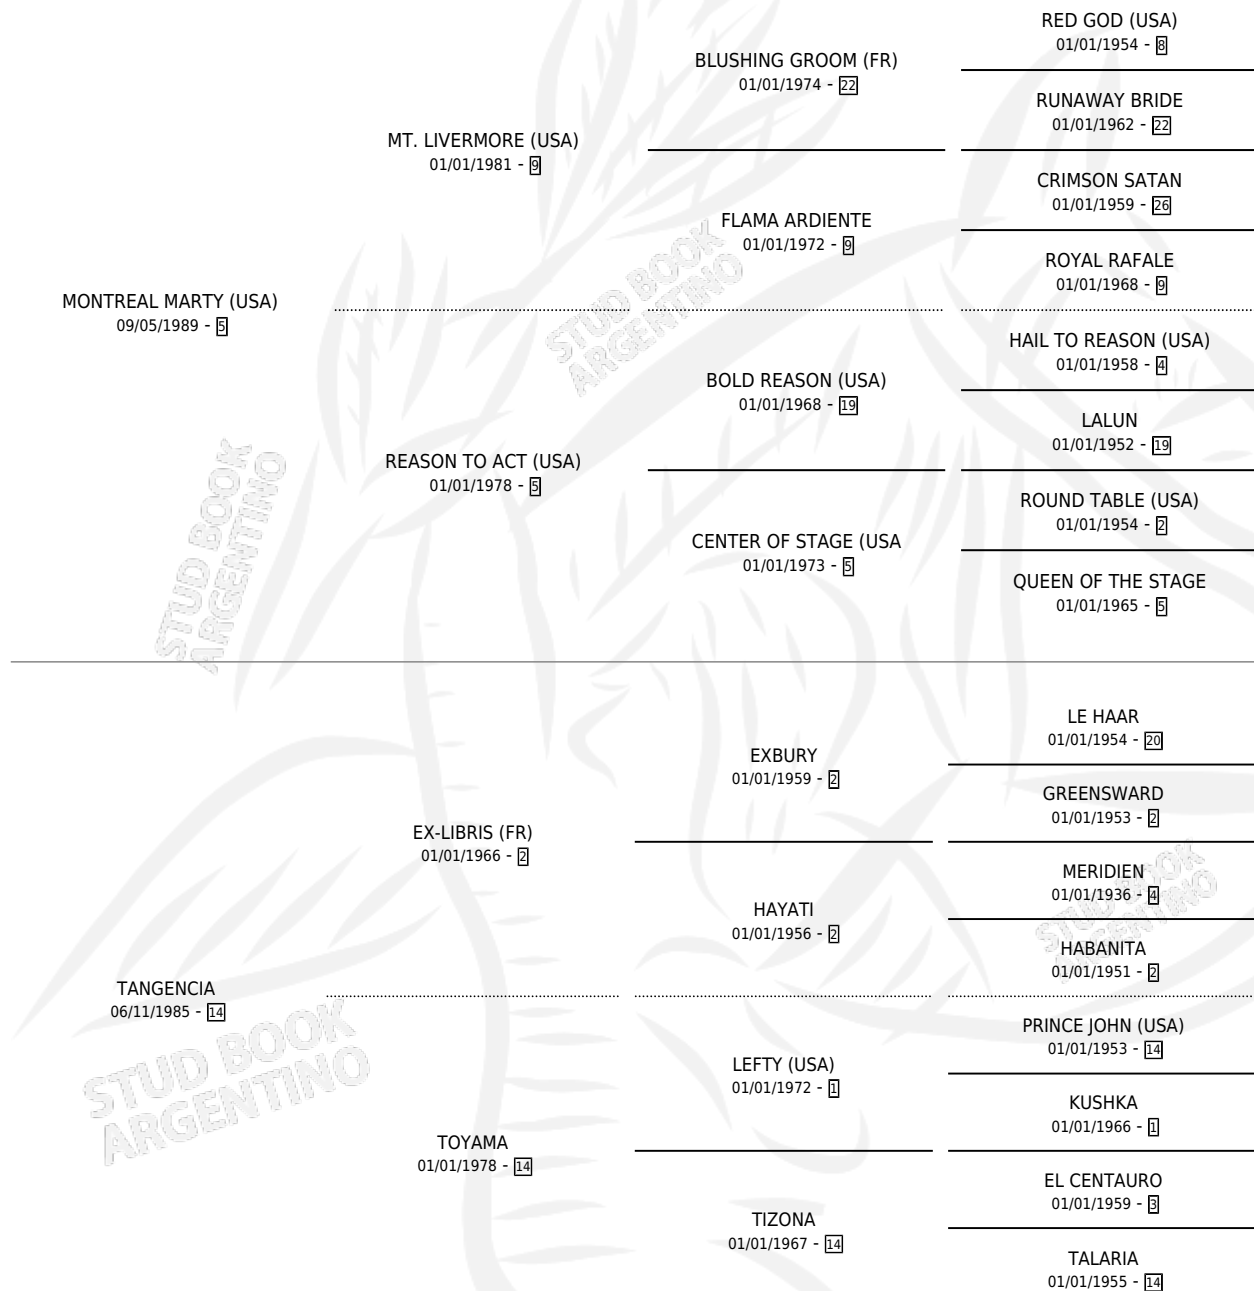 RED GOD (USA)
01/01/1954 - 8
BLUSHING GROOM (FR)
01/01/1974 - 22
RUNAWAY BRIDE
01/01/1962 - 22
MT. LIVERMORE (USA)
01/01/1981 - 9
CRIMSON SATAN
01/01/1959 - 26
FLAMA ARDIENTE
01/01/1972 - 9
ROYAL RAFALE
01/01/1968 - 9
MONTREAL MARTY (USA)
09/05/1989 - 5
HAIL TO REASON (USA)
01/01/1958 - 4
BOLD REASON (USA)
01/01/1968 - 19
LALUN
01/01/1952 - 19
REASON TO ACT (USA)
01/01/1978 - 5
ROUND TABLE (USA)
01/01/1954 - 2
CENTER OF STAGE (USA
01/01/1973 - 5
QUEEN OF THE STAGE
01/01/1965 - 5
LE HAAR
01/01/1954 - 20
EXBURY
01/01/1959 - 2
GREENSWARD
01/01/1953 - 2
EX-LIBRIS (FR)
01/01/1966 - 2
MERIDIEN
01/01/1936 - 4
HAYATI
01/01/1956 - 2
HABANITA
01/01/1951 - 2
TANGENCIA
06/11/1985 - 14
PRINCE JOHN (USA)
01/01/1953 - 14
LEFTY (USA)
01/01/1972 - 1
KUSHKA
01/01/1966 - 1
TOYAMA
01/01/1978 - 14
EL CENTAURO
01/01/1959 - 3
TIZONA
01/01/1967 - 14
TALARIA
01/01/1955 - 14
STUD BOOK
ARGENTINO
STUD BOOK
ARGENTINO
STUD BOOK
ARGENTINO
STUD BOOK
ARGENTINO